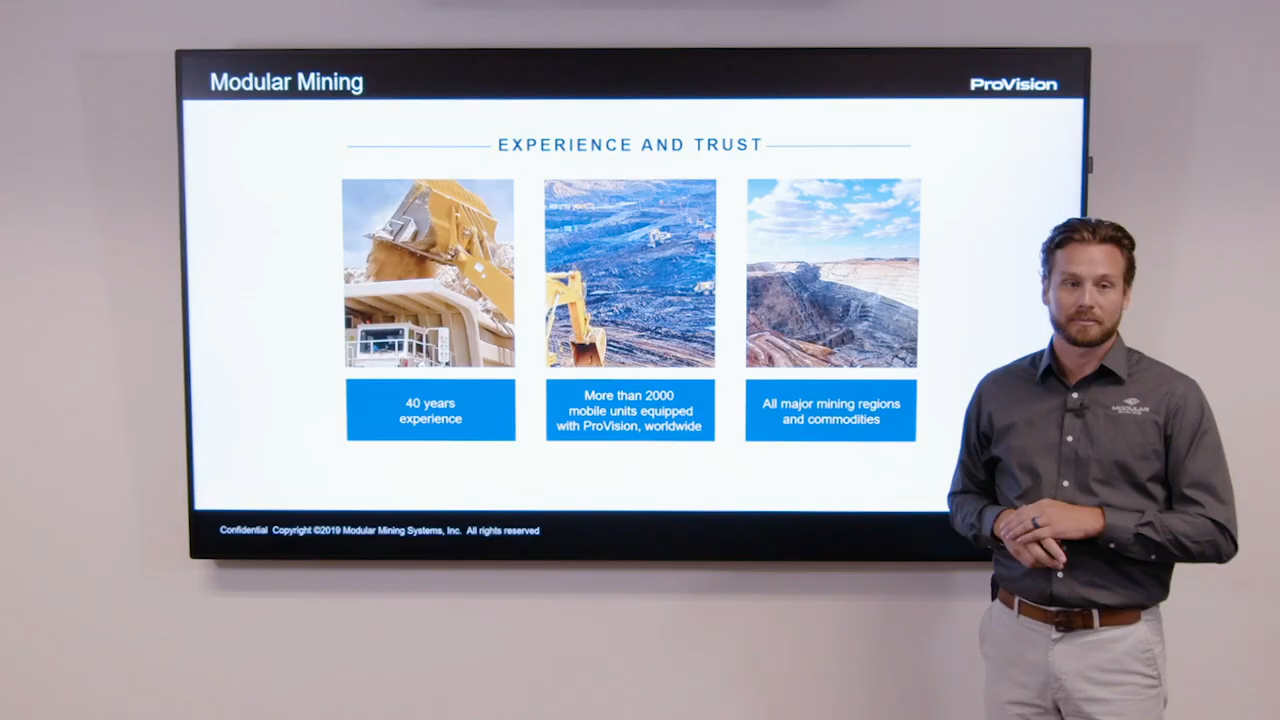 Modular Mining
ProVision
EXPERIENCE AND TRUST
40 years
experience
More than 2000
mobile units equipped
with ProVision, worldwide
All major mining regions
and commodities
Confidential Copyright ©2019 Modular Mining Systems, Inc. All rights reserved
MODULAR